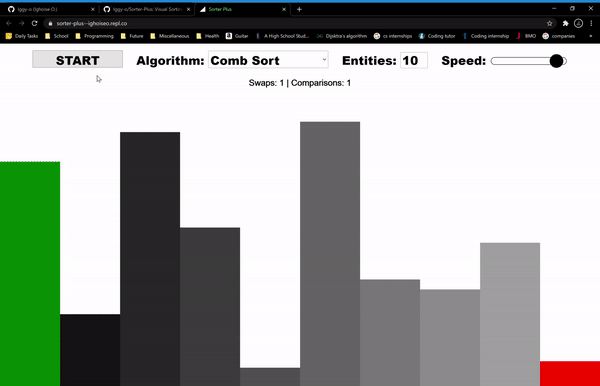 Iggy-o (Ighoise O.)
Iggy-o/Sorter-Plus: Visual Sortin
Sorter Plus
sorter-plus--ighoiseo.repl.co
Daily Tasks School Programming Future Miscellaneous Health Guitar A High School Stud... Dijsktra's algorithm cs internships Coding tutor Coding internship BMO companies
START Algorithm: Comb Sort Entities: 10 Speed:
Swaps: 1 | Comparisons: 1